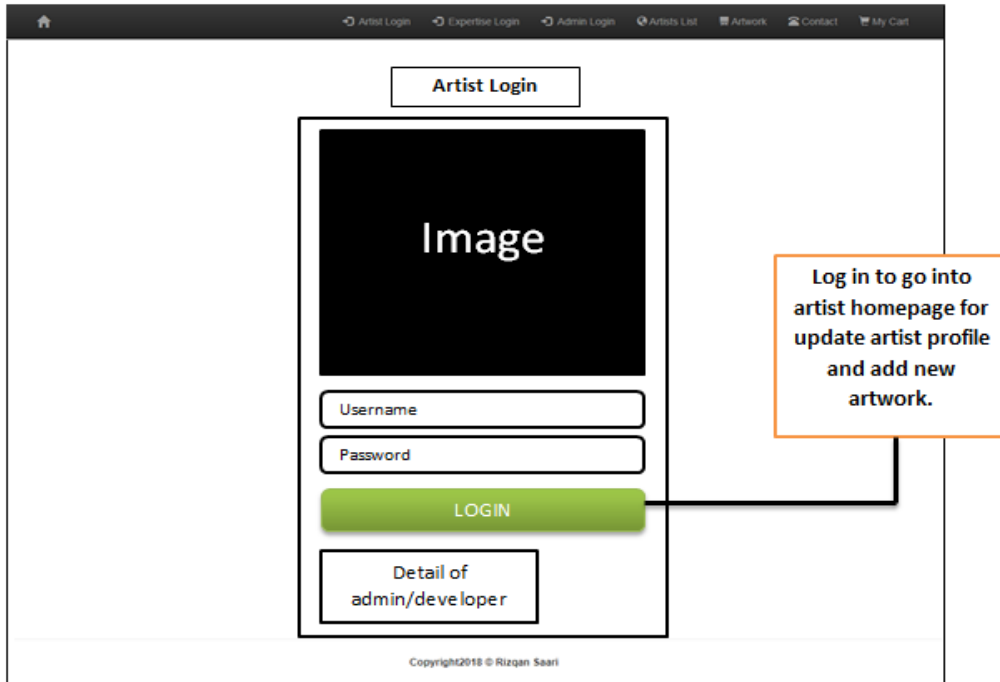 Artist Login Expertise Login Admin Login Artists List Artwork Contact My Cart
Artist Login
Image
Username
Password
LOGIN
Detail of
admin/developer
Log in to go into
artist homepage for
update artist profile
and add new
artwork.
Copyright2018 © Rizqan Saari